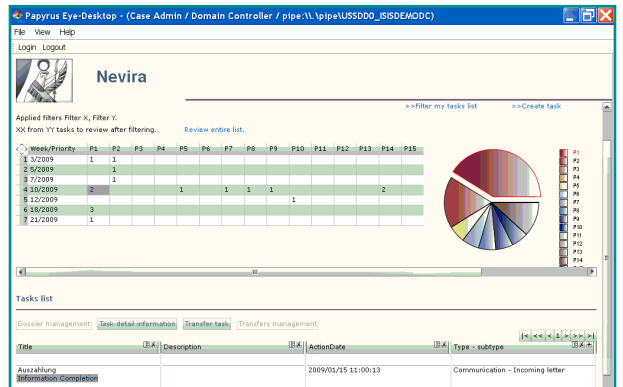 Papyrus Eye-Desktop - (Case Admin / Domain Controller / pipe:\\.\pipe\USSDD0_ISISDEMODC)
File View Help
Login Logout
Nevira
>>Filter my tasks list >>Create task
Applied filters Filter X, Filter Y.
XX from YY tasks to review after filtering. Review entire list.
Week/Priority P1 P2 P3 P4 P5 P6 P7 P8 P9 P10 P11 P12 P13 P14 P15
1 3/2009 1 1
2 5/2009 1
3 7/2009 1
4 10/2009 2 1 1 1 1 2
5 12/2009 1
6 18/2009 3
7 21/2009 1
P1
P2
P3
P4
P5
P6
P7
P8
P9
P10
P11
P12
P13
P14
Tasks list
Dossier management Task detail information Transfer task Transfers management
|< << < 1 > >> >|
Title Description ActionDate Type - subtype
Auszahlung 2009/01/15 11:00:13 Communication - Incoming letter
Information Completion